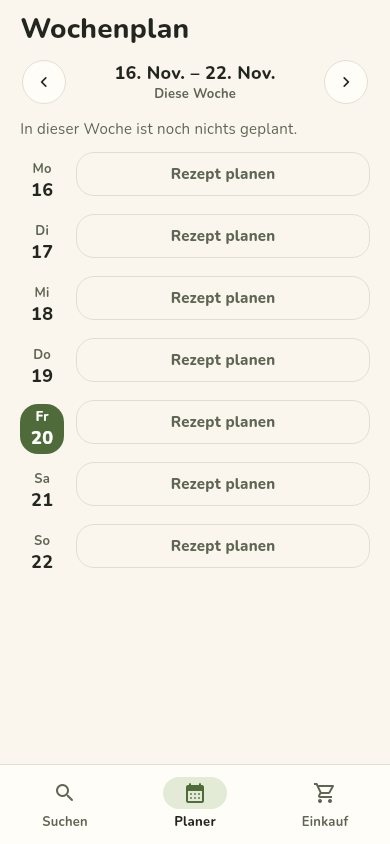 Wochenplan
16. Nov. – 22. Nov.
Diese Woche
In dieser Woche ist noch nichts geplant.
Mo
16
Rezept planen
Di
17
Rezept planen
Mi
18
Rezept planen
Do
19
Rezept planen
Fr
20
Rezept planen
Sa
21
Rezept planen
So
22
Rezept planen
Suchen
Planer
Einkauf